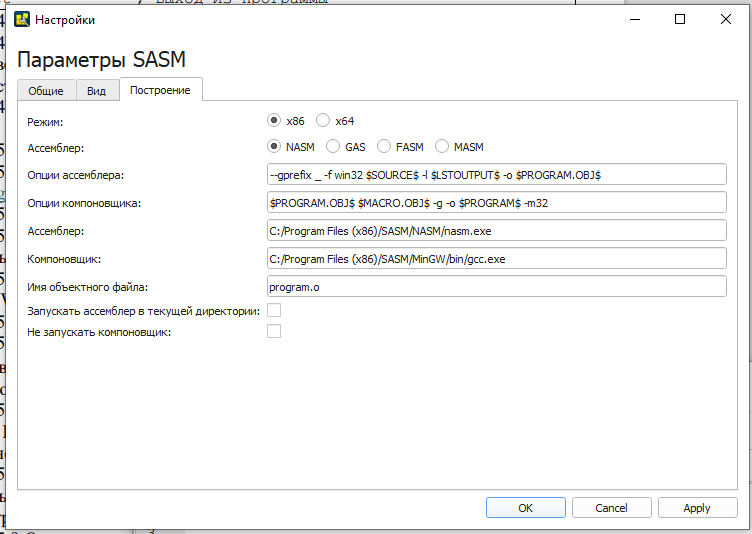 выход из программы
Настройки
Параметры SASM
Общие Вид Построение
Режим: x86 x64
Ассемблер: NASM GAS FASM MASM
Опции ассемблера: --gprefix _ -f win32 $SOURCE$ -l $LSTOUTPUT$ -o $PROGRAM.OBJ$
Опции компоновщика: $PROGRAM.OBJ$ $MACRO.OBJ$ -g -o $PROGRAM$ -m32
Ассемблер: C:/Program Files (x86)/SASM/NASM/nasm.exe
Компоновщик: C:/Program Files (x86)/SASM/MinGW/bin/gcc.exe
Имя объектного файла: program.o
Запускать ассемблер в текущей директории:
Не запускать компоновщик:
OK Cancel Apply